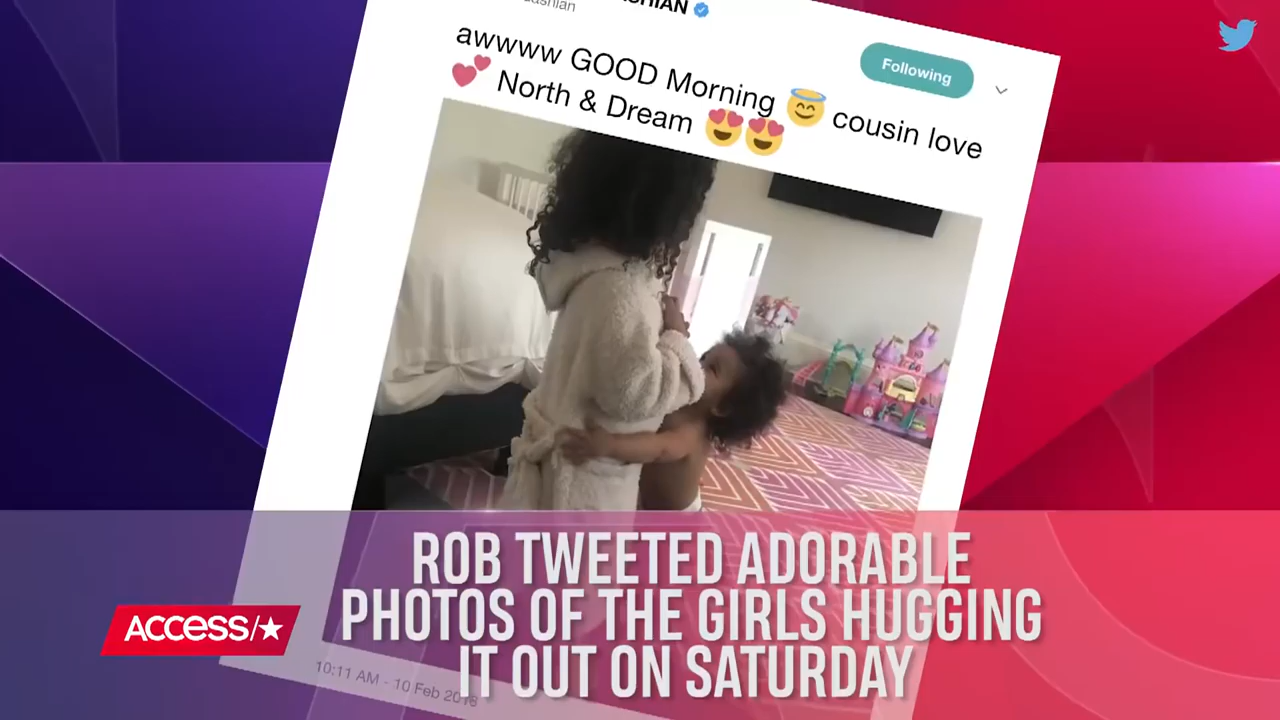 awwww GOOD Morning 😇 cousin love
💕 North & Dream 😍😍
Following
ROB TWEETED ADORABLE
PHOTOS OF THE GIRLS HUGGING
IT OUT ON SATURDAY
ACCESS/★
10:11 AM - 10 Feb 2018